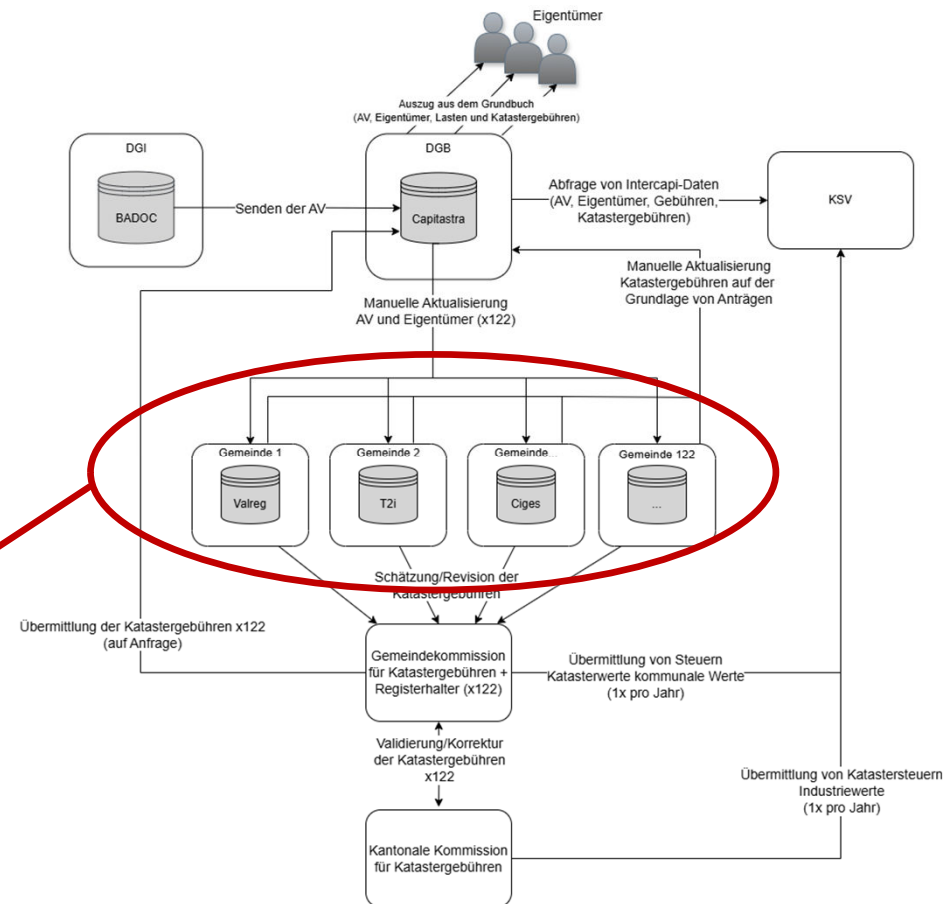 Eigentümer
Auszug aus dem Grundbuch
(AV, Eigentümer, Lasten und Katastergebühren)
DGI
BADOC
Senden der AV
DGB
Capitastra
Abfrage von Intercapi-Daten
(AV, Eigentümer, Gebühren,
Katastergebühren)
KSV
Manuelle Aktualisierung
Katastergebühren auf der
Grundlage von Anträgen
Manuelle Aktualisierung
AV und Eigentümer (x122)
Gemeinde 1
Valreg
Gemeinde 2
T2i
Gemeinde...
Ciges
Gemeinde 122
...
Schätzung/Revision der
Katastergebühren
Übermittlung der Katastergebühren x122
(auf Anfrage)
Gemeindekommission
für Katastergebühren +
Registerhalter (x122)
Übermittlung von Steuern
Katasterwerte kommunale Werte
(1x pro Jahr)
Validierung/Korrektur
der Katastergebühren
x122
Übermittlung von Katastersteuern
Industriewerte
(1x pro Jahr)
Kantonale Kommission
für Katastergebühren